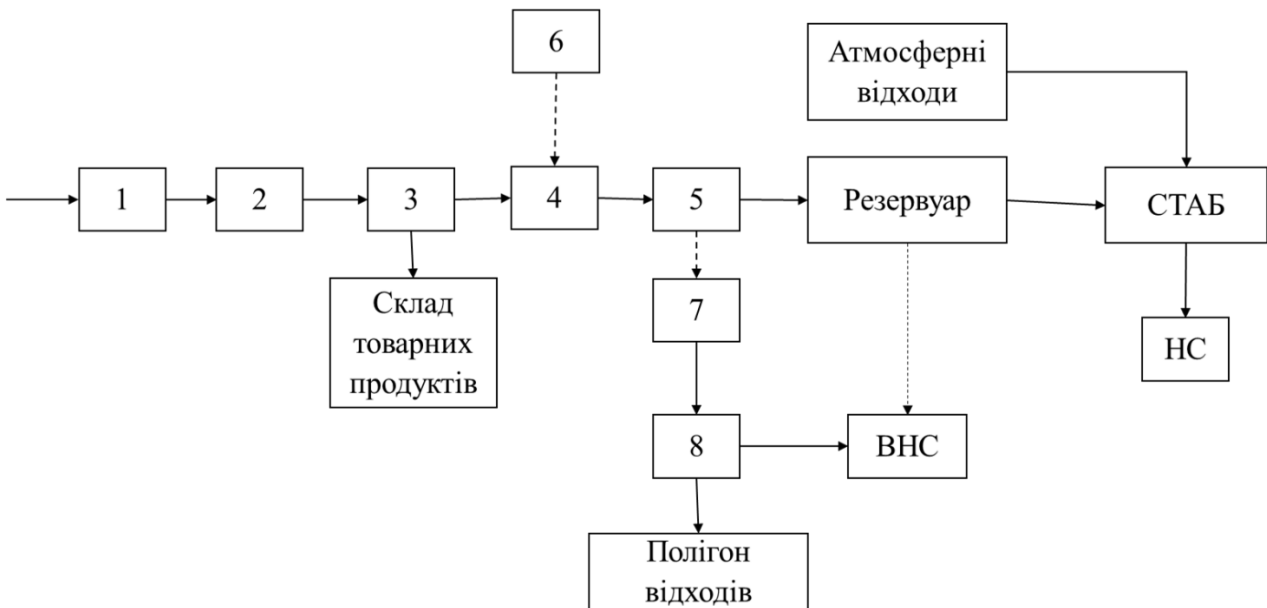 6
Атмосферні
відходи
1
2
3
4
5
Резервуар
СТАБ
Склад
товарних
продуктів
7
НС
8
ВНС
Полігон
відходів